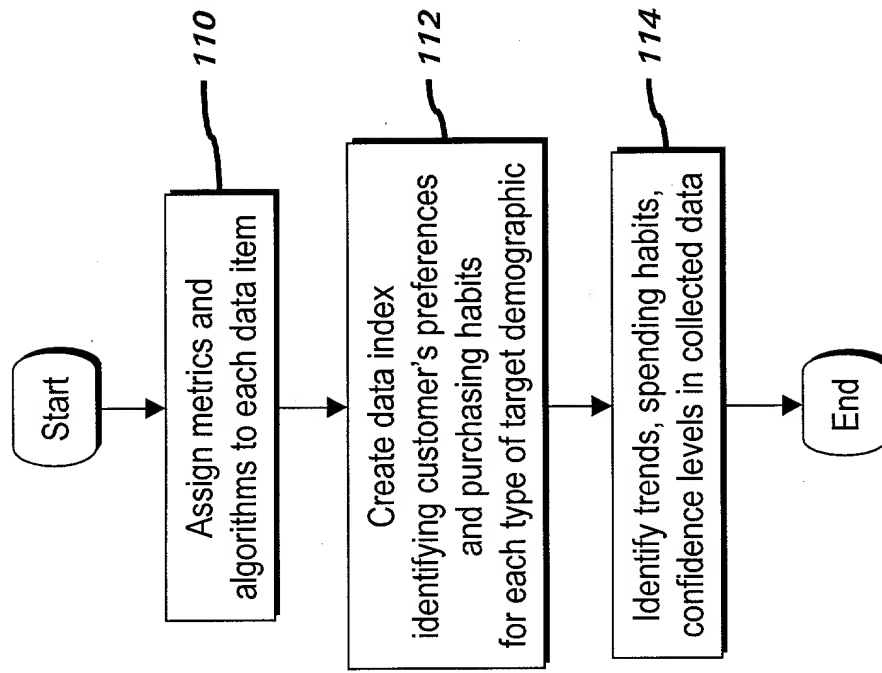 Start
Assign metrics and
algorithms to each data item
110
Create data index
identifying customer's preferences
and purchasing habits
for each type of target demographic
112
Identify trends, spending habits,
confidence levels in collected data
114
End